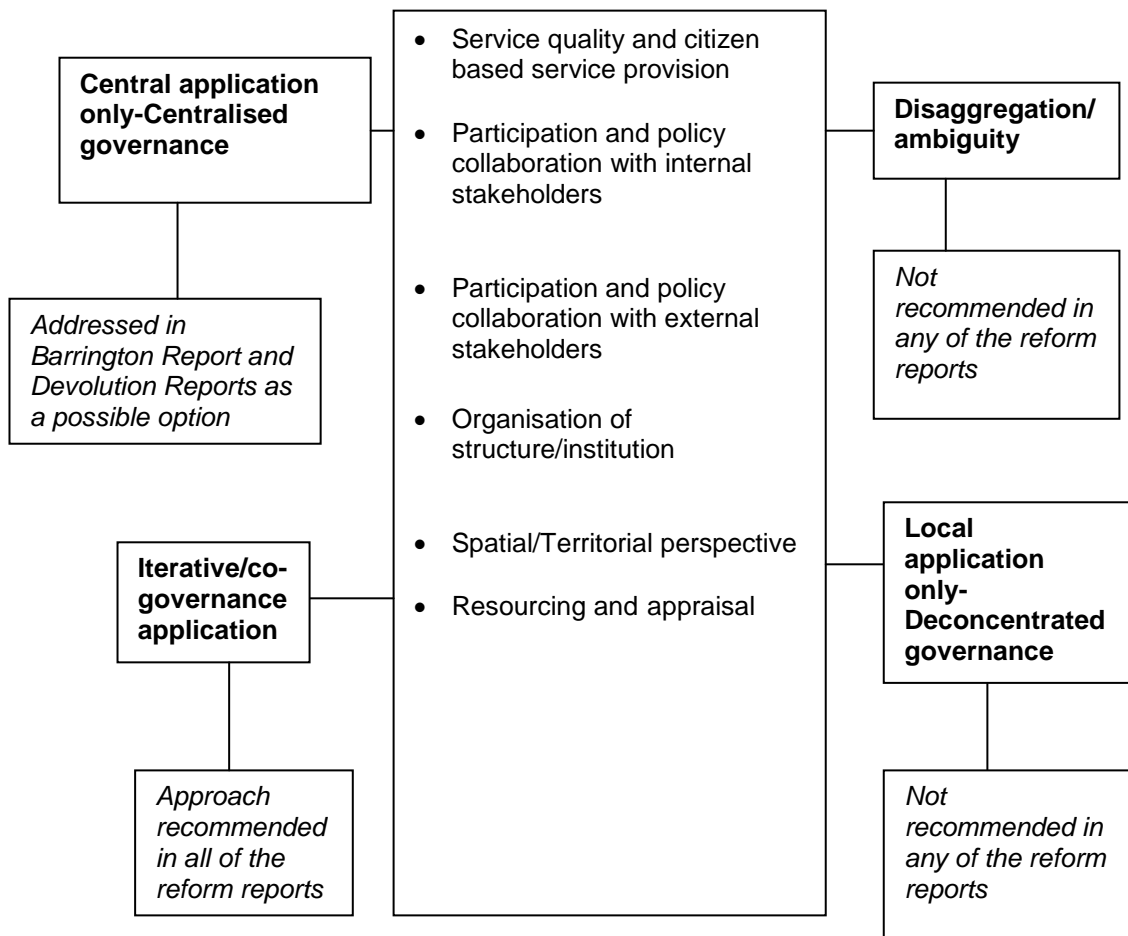 Central application
only-Centralised
governance
Addressed in
Barrington Report and
Devolution Reports as
a possible option
Iterative/co-
governance
application
Approach
recommended
in all of the
reform reports
• Service quality and citizen
based service provision
• Participation and policy
collaboration with internal
stakeholders
• Participation and policy
collaboration with external
stakeholders
• Organisation of
structure/institution
• Spatial/Territorial perspective
• Resourcing and appraisal
Disaggregation/
ambiguity
Not
recommended in
any of the reform
reports
Local
application
only-
Deconcentrated
governance
Not
recommended in
any of the reform
reports